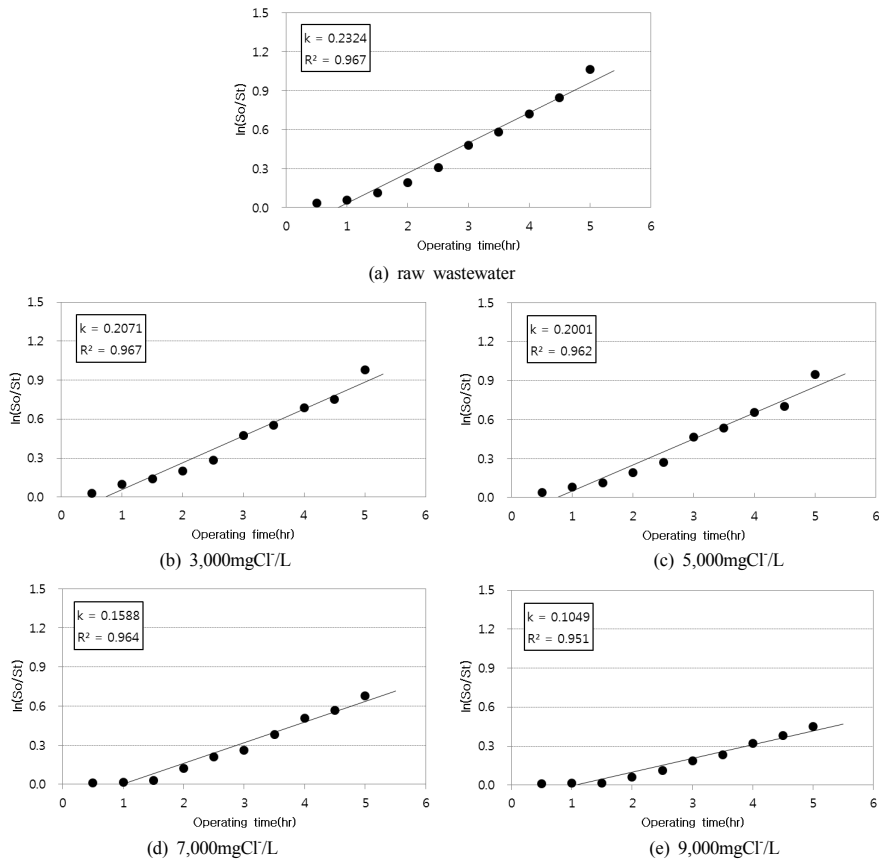 1.5
k = 0.2324
R² = 0.967
1.2
0.9
ln(So/St)
0.6
0.3
0.0
0 1 2 3 4 5 6
Operating time(hr)
(a) raw wastewater
1.5
k = 0.2071
R² = 0.967
1.2
0.9
ln(So/St)
0.6
0.3
0.0
0 1 2 3 4 5 6
Operating time(hr)
(b) 3,000mgCl⁻/L
1.5
k = 0.2001
R² = 0.962
1.2
0.9
ln(So/St)
0.6
0.3
0.0
0 1 2 3 4 5 6
Operating time(hr)
(c) 5,000mgCl⁻/L
1.5
k = 0.1588
R² = 0.964
1.2
0.9
ln(So/St)
0.6
0.3
0.0
0 1 2 3 4 5 6
Operating time(hr)
(d) 7,000mgCl⁻/L
1.5
k = 0.1049
R² = 0.951
1.2
0.9
ln(So/St)
0.6
0.3
0.0
0 1 2 3 4 5 6
Operating time(hr)
(e) 9,000mgCl⁻/L